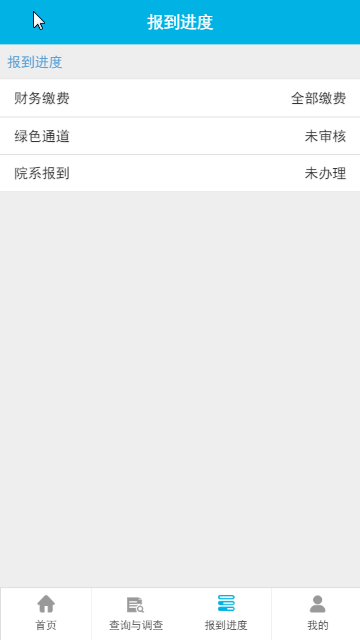 报到进度
报到进度
财务缴费 全部缴费
绿色通道 未审核
院系报到 未办理
首页 查询与调查 报到进度 我的